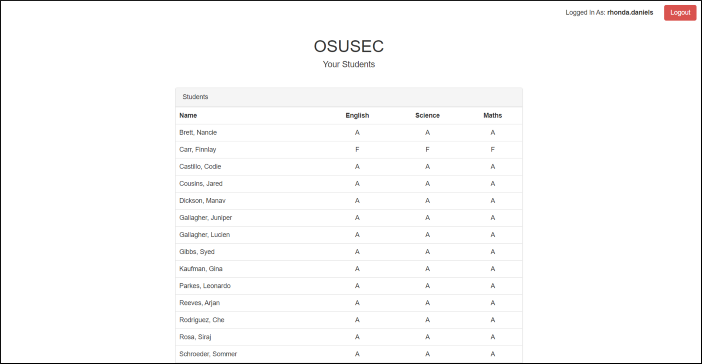 Logged In As: rhonda.daniels Logout
OSUSEC
Your Students
Students
Name English Science Maths
Brett, Nancie A A A
Carr, Finnlay F F F
Castillo, Codie A A A
Cousins, Jared A A A
Dickson, Manav A A A
Gallagher, Juniper A A A
Gallagher, Lucien A A A
Gibbs, Syed A A A
Kaufman, Gina A A A
Parkes, Leonardo A A A
Reeves, Arjan A A A
Rodriguez, Che A A A
Rosa, Siraj A A A
Schroeder, Sommer A A A